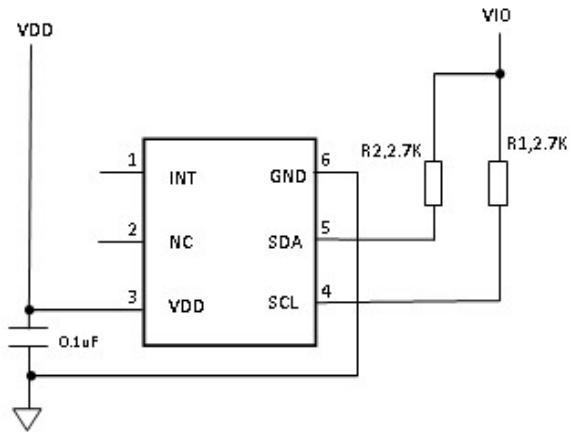 VDD
VIO
R2,2.7K
R1,2.7K
1
INT
GND
6
2
NC
SDA
5
3
VDD
SCL
4
0.1uF